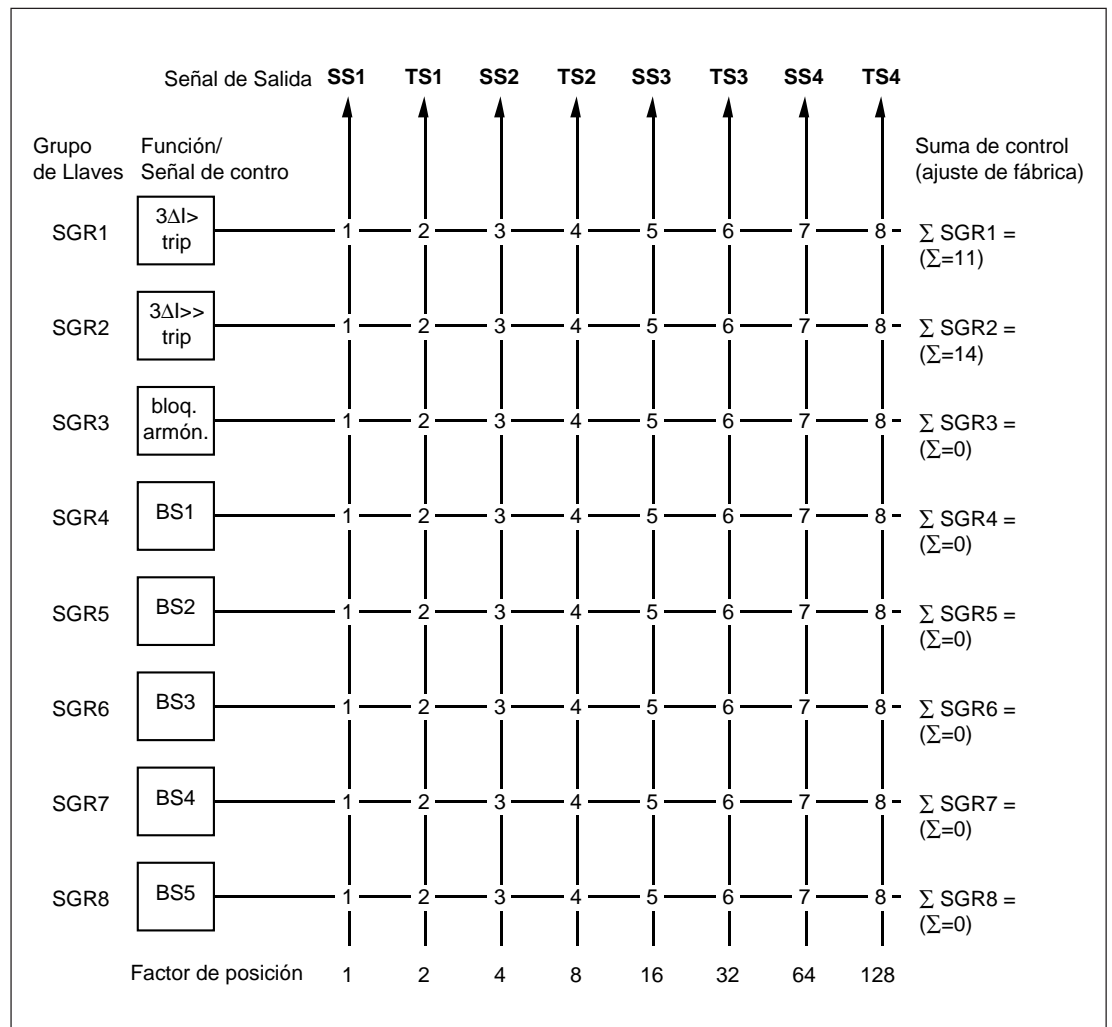 Señal de Salida SS1 TS1 SS2 TS2 SS3 TS3 SS4 TS4
Grupo
de Llaves
Función/
Señal de contro
Suma de control
(ajuste de fábrica)
SGR1
3ΔI>
trip
1 2 3 4 5 6 7 8
∑ SGR1 =
(∑=11)
SGR2
3ΔI>>
trip
1 2 3 4 5 6 7 8
∑ SGR2 =
(∑=14)
SGR3
bloq.
armón.
1 2 3 4 5 6 7 8
∑ SGR3 =
(∑=0)
SGR4
BS1
1 2 3 4 5 6 7 8
∑ SGR4 =
(∑=0)
SGR5
BS2
1 2 3 4 5 6 7 8
∑ SGR5 =
(∑=0)
SGR6
BS3
1 2 3 4 5 6 7 8
∑ SGR6 =
(∑=0)
SGR7
BS4
1 2 3 4 5 6 7 8
∑ SGR7 =
(∑=0)
SGR8
BS5
1 2 3 4 5 6 7 8
∑ SGR8 =
(∑=0)
Factor de posición 1 2 4 8 16 32 64 128